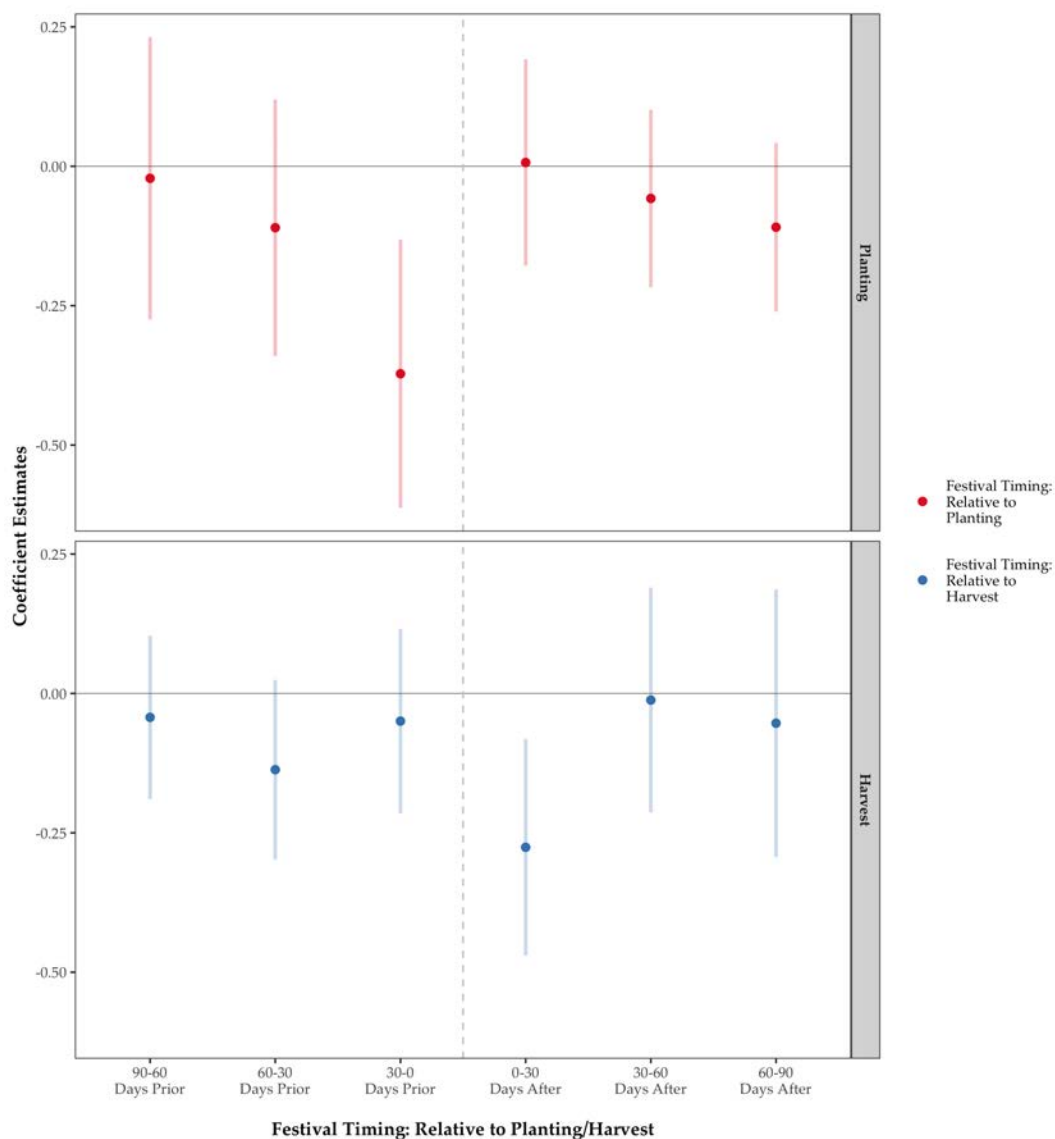 0.25
0.00
-0.25
-0.50
Planting
Coefficient Estimates
0.25
0.00
-0.25
-0.50
Harvest
90-60
Days Prior
60-30
Days Prior
30-0
Days Prior
0-30
Days After
30-60
Days After
60-90
Days After
Festival Timing: Relative to Planting/Harvest
Festival Timing:
Relative to
Planting
Festival Timing:
Relative to
Harvest